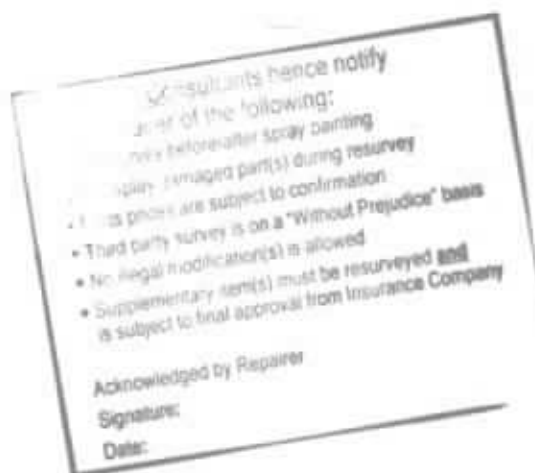 Consultants hence notify
of the following:
before/after spray painting
damaged part(s) during resurvey
prices are subject to confirmation
• Third party survey is on a "Without Prejudice" basis
• No illegal modification(s) is allowed
• Supplementary item(s) must be resurveyed and
is subject to final approval from Insurance Company
Acknowledged by Repairer
Signature:
Date: